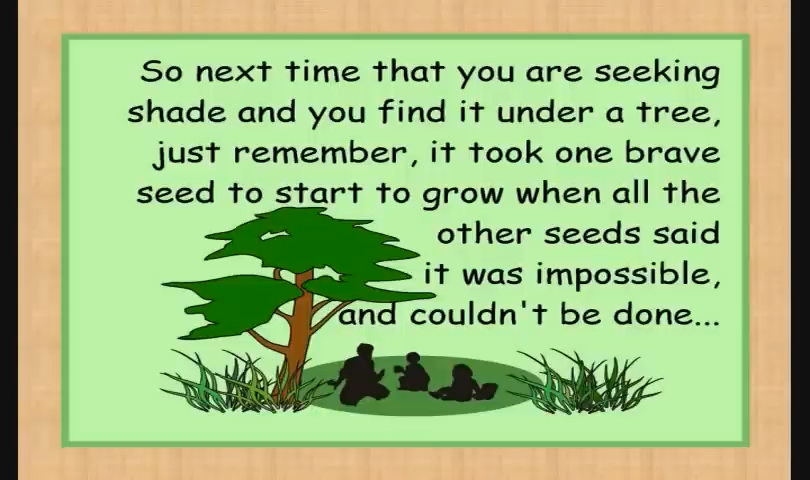 So next time that you are seeking
shade and you find it under a tree,
just remember, it took one brave
seed to start to grow when all the
other seeds said
it was impossible,
and couldn't be done...